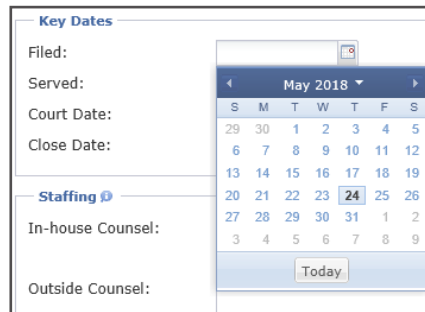 Key Dates
Filed:
Served:
Court Date:
Close Date:
May 2018
S M T W T F S
29 30 1 2 3 4 5
6 7 8 9 10 11 12
13 14 15 16 17 18 19
20 21 22 23 24 25 26
27 28 29 30 31 1 2
3 4 5 6 7 8 9
Today
Staffing
In-house Counsel:
Outside Counsel: